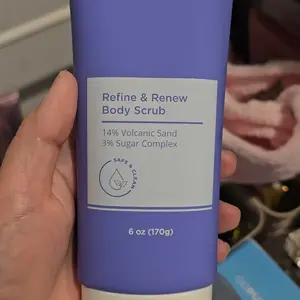 Refine & Renew
Body Scrub
14% Volcanic Sand
3% Sugar Complex
SAFE & CLEAN
6 oz (170g)